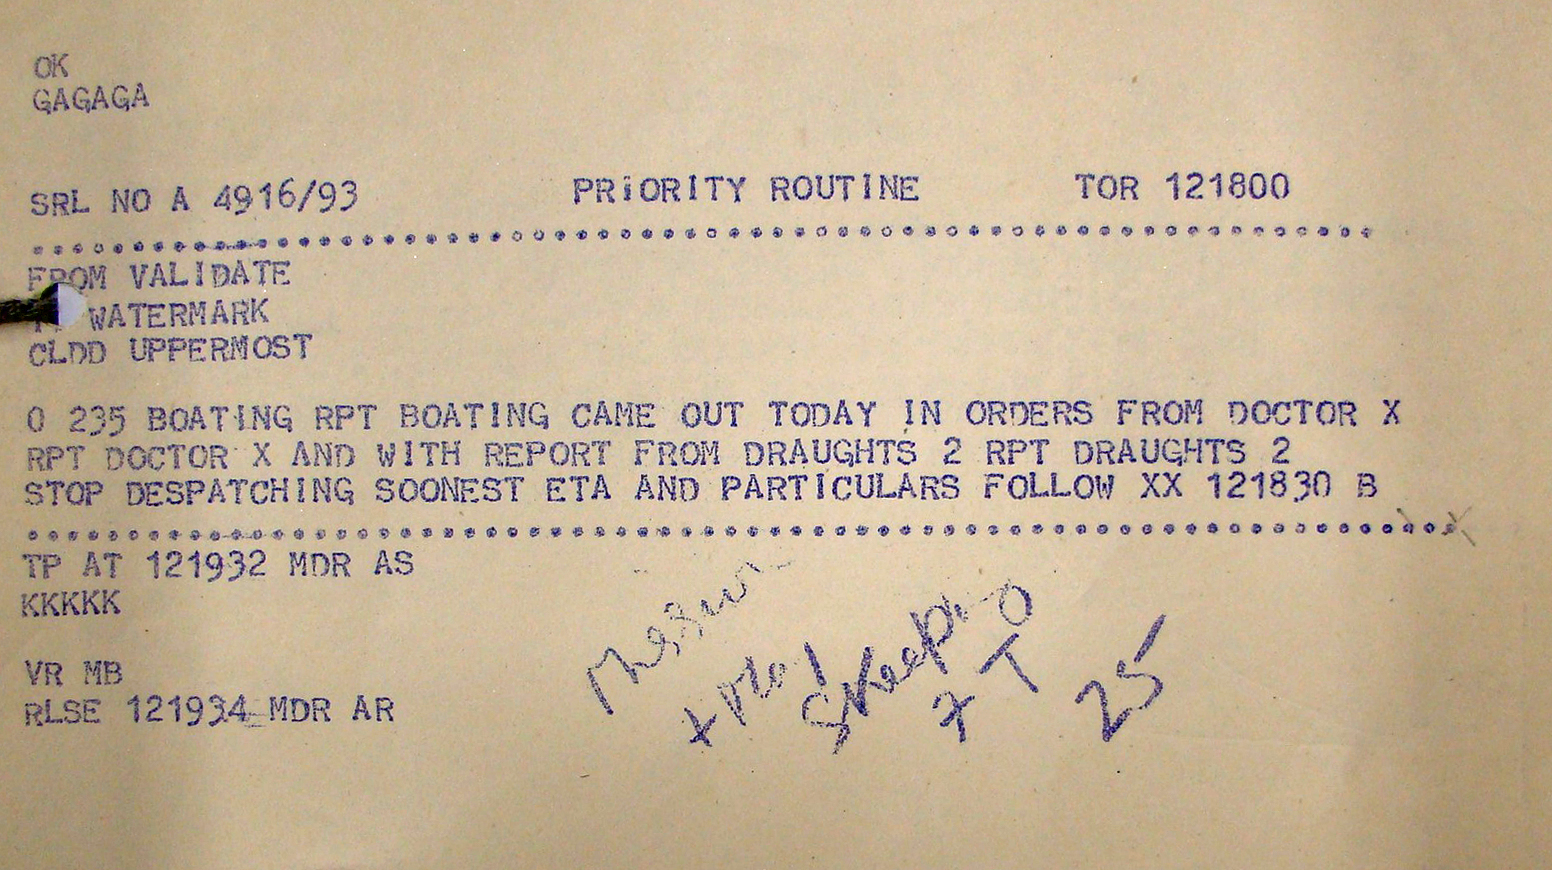 OK
GAGAGA
SRL NO A 4916/93 PRiORITY ROUTINE TOR 121800
FROM VALIDATE
WATERMARK
CLDD UPPERMOST
O 235 BOATING RPT BOATING CAME OUT TODAY IN ORDERS FROM DOCTOR X
RPT DOCTOR X AND WITH REPORT FROM DRAUGHTS 2 RPT DRAUGHTS 2
STOP DESPATCHING SOONEST ETA AND PARTICULARS FOLLOW XX 121830 B
TP AT 121932 MDR AS
KKKKK
VR MB
RLSE 121934 MDR AR
25